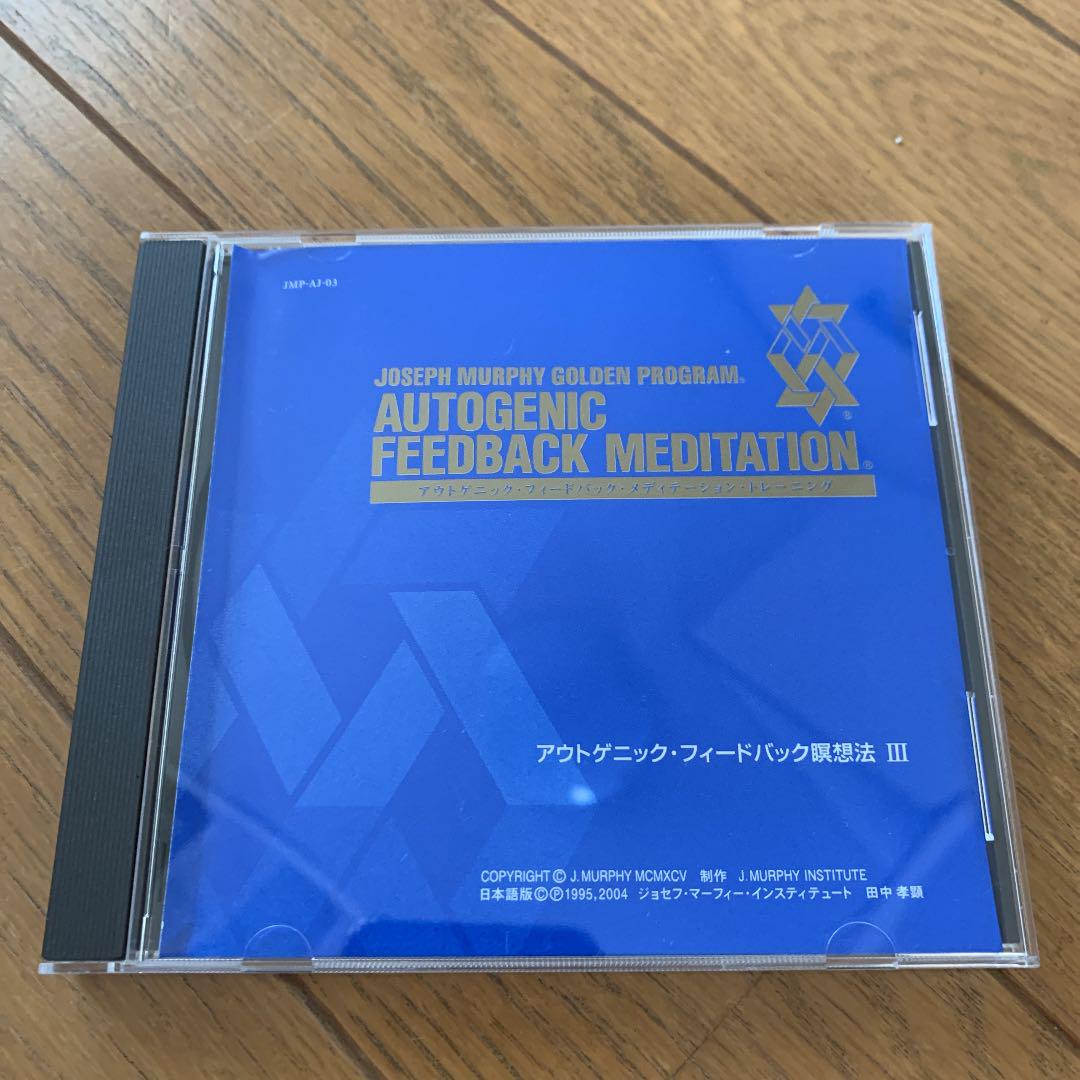 JMP-AJ-03
JOSEPH MURPHY GOLDEN PROGRAM®
AUTOGENIC
FEEDBACK MEDITATION®
アウトゲニック・フィードバック・メディテーション・トレーニング
®
アウトゲニック・フィードバック瞑想法 III
COPYRIGHT © J. MURPHY MCMXCV 制作 J. MURPHY INSTITUTE
日本語版©℗1995,2004 ジョセフ・マーフィー・インスティテュート 田中 孝顕